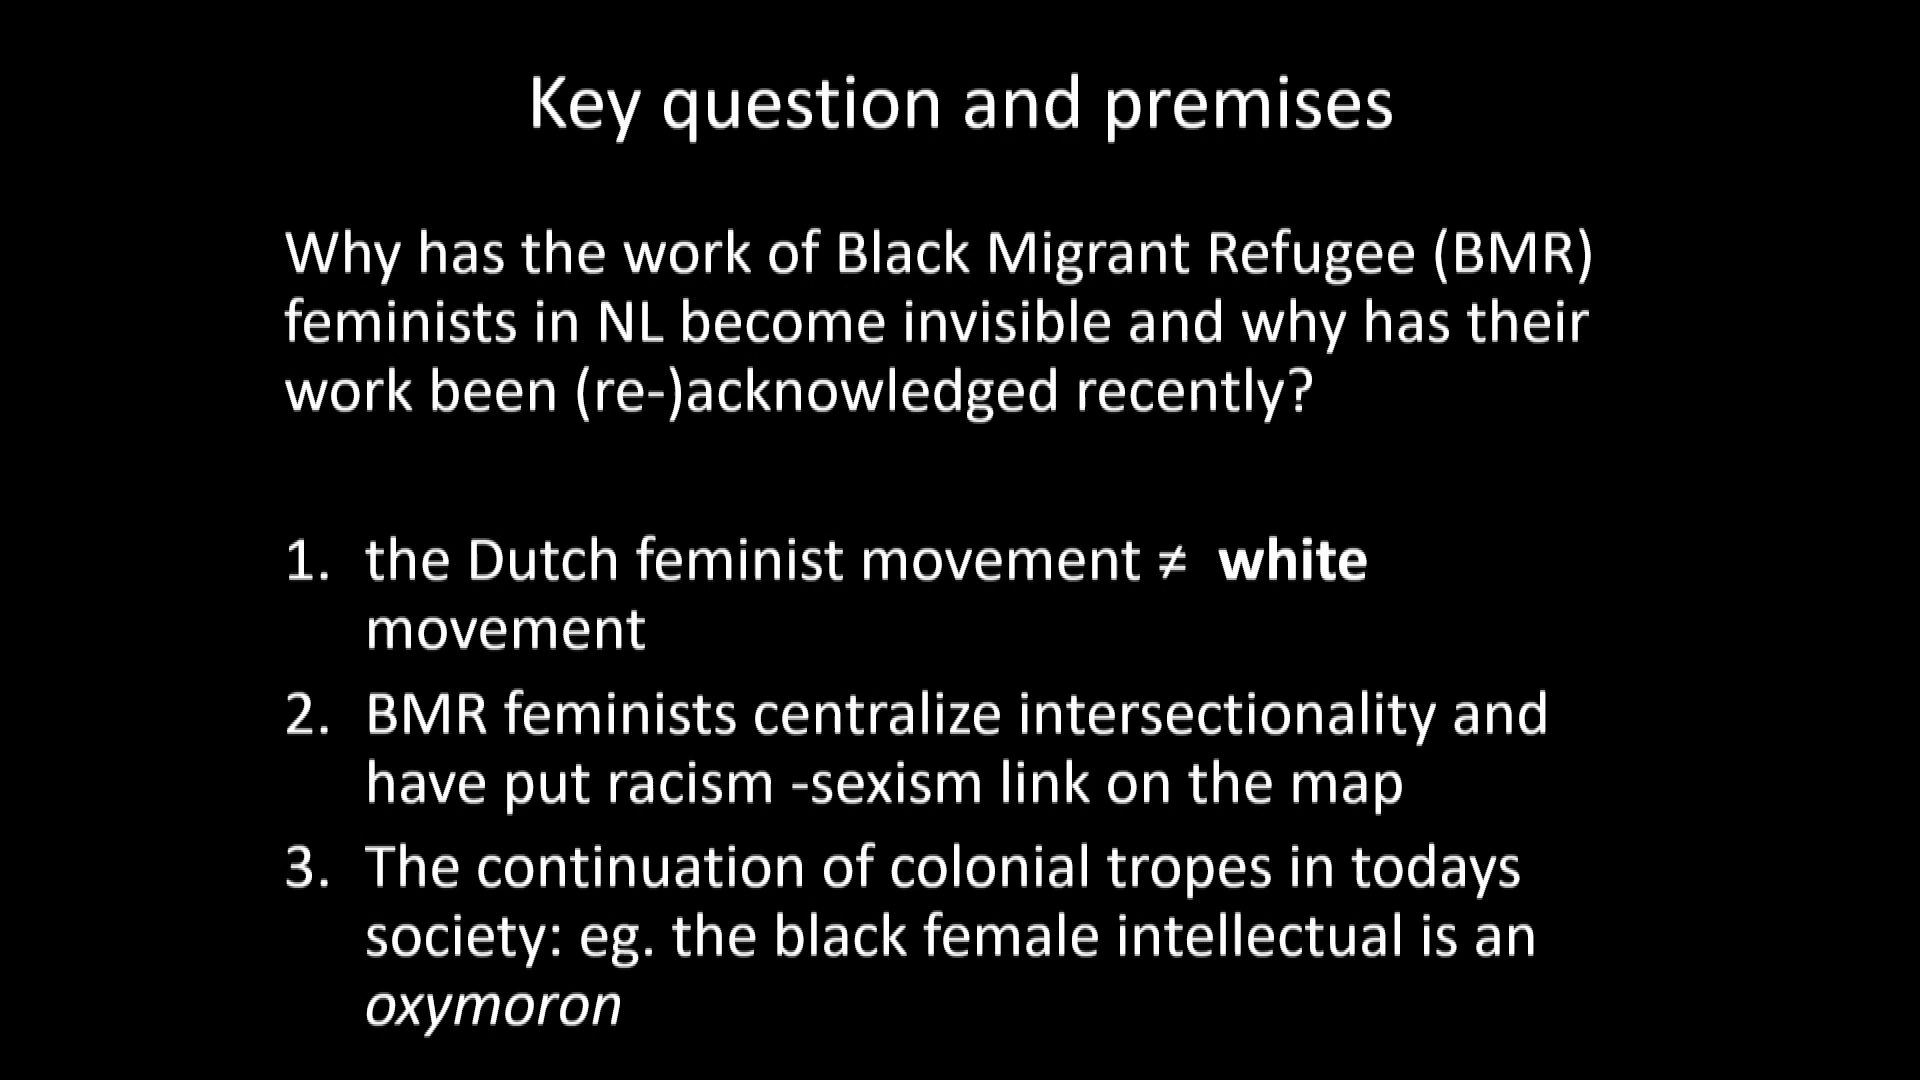 Key question and premises
Why has the work of Black Migrant Refugee (BMR)
feminists in NL become invisible and why has their
work been (re-)acknowledged recently?
1. the Dutch feminist movement ≠ white
movement
2. BMR feminists centralize intersectionality and
have put racism -sexism link on the map
3. The continuation of colonial tropes in todays
society: eg. the black female intellectual is an
oxymoron